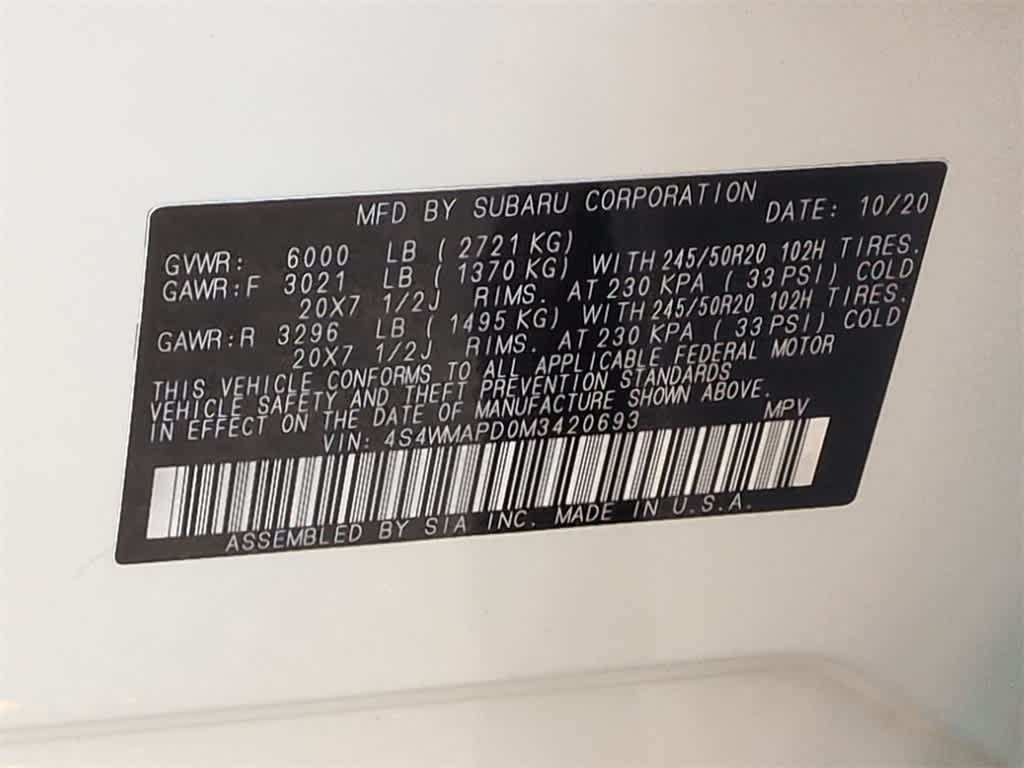 MFD BY SUBARU CORPORATION DATE: 10/20
GVWR: 6000 LB ( 2721 KG)
GAWR:F 3021 LB ( 1370 KG) WITH 245/50R20 102H TIRES.
20X7 1/2J RIMS. AT 230 KPA ( 33 PSI) COLD
GAWR:R 3296 LB ( 1495 KG) WITH 245/50R20 102H TIRES.
20X7 1/2J RIMS. AT 230 KPA ( 33 PSI) COLD
THIS VEHICLE CONFORMS TO ALL APPLICABLE FEDERAL MOTOR
VEHICLE SAFETY AND THEFT PREVENTION STANDARDS
IN EFFECT ON THE DATE OF MANUFACTURE SHOWN ABOVE.
VIN: 4S4WMAPD0M3420693 MPV
ASSEMBLED BY SIA INC. MADE IN U.S.A.